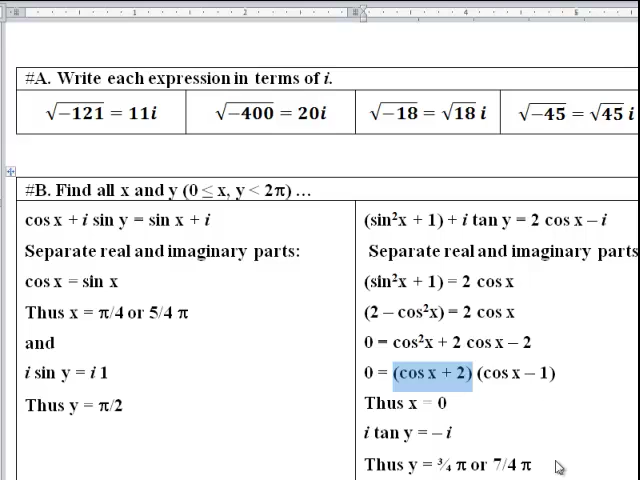 #A. Write each expression in terms of i.
√−121 = 11i
√−400 = 20i
√−18 = √18 i
√−45 = √45 i
#B. Find all x and y (0 ≤ x, y < 2π) …
cos x + i sin y = sin x + i
Separate real and imaginary parts:
cos x = sin x
Thus x = π/4 or 5/4 π
and
i sin y = i 1
Thus y = π/2
(sin²x + 1) + i tan y = 2 cos x – i
Separate real and imaginary parts
(sin²x + 1) = 2 cos x
(2 – cos²x) = 2 cos x
0 = cos²x + 2 cos x – 2
0 = (cos x + 2) (cos x – 1)
Thus x = 0
i tan y = – i
Thus y = ¾ π or 7/4 π